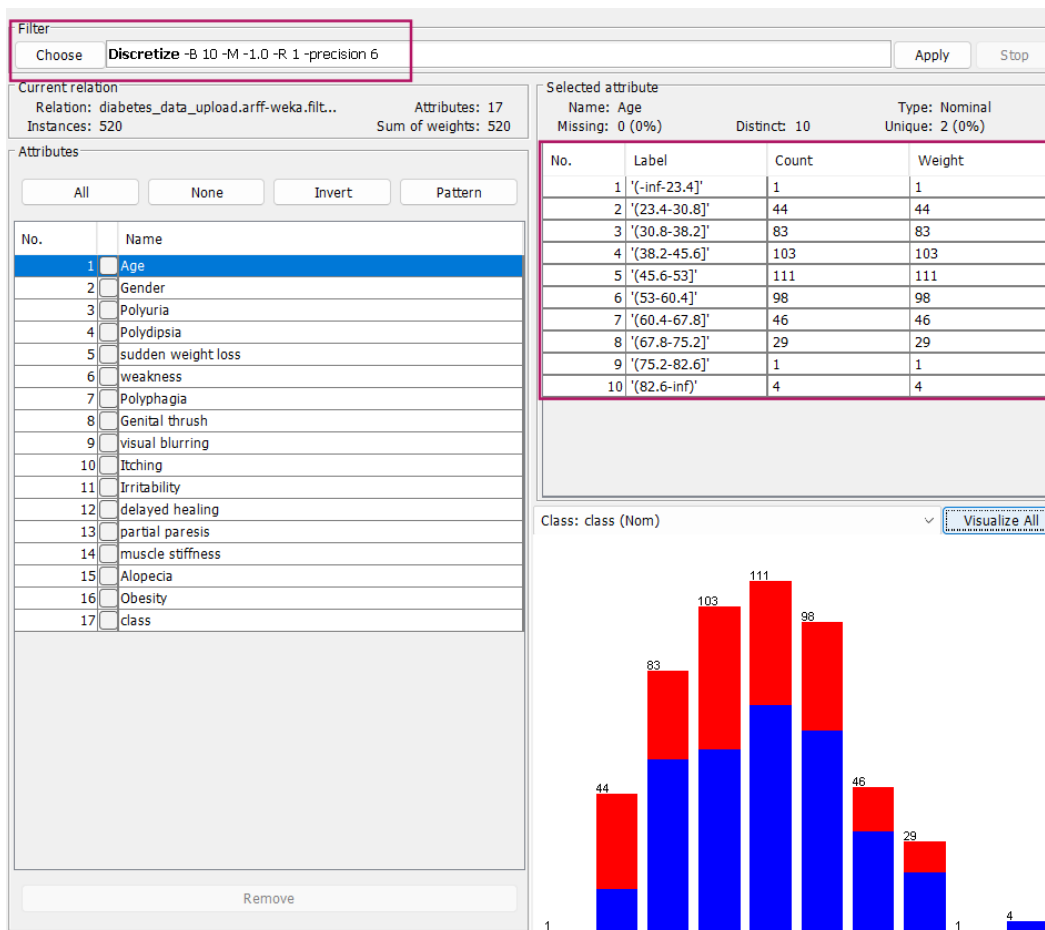 Filter
Choose Discretize -B 10 -M -1.0 -R 1 -precision 6 Apply Stop
Current relation
Relation: diabetes_data_upload.arff-weka.filt... Attributes: 17
Instances: 520 Sum of weights: 520
Attributes
All None Invert Pattern
No. Name
1 Age
2 Gender
3 Polyuria
4 Polydipsia
5 sudden weight loss
6 weakness
7 Polyphagia
8 Genital thrush
9 visual blurring
10 Itching
11 Irritability
12 delayed healing
13 partial paresis
14 muscle stiffness
15 Alopecia
16 Obesity
17 class
Remove
Selected attribute
Name: Age Type: Nominal
Missing: 0 (0%) Distinct: 10 Unique: 2 (0%)
No. Label Count Weight
1 '(-inf-23.4]' 1 1
2 '(23.4-30.8]' 44 44
3 '(30.8-38.2]' 83 83
4 '(38.2-45.6]' 103 103
5 '(45.6-53]' 111 111
6 '(53-60.4]' 98 98
7 '(60.4-67.8]' 46 46
8 '(67.8-75.2]' 29 29
9 '(75.2-82.6]' 1 1
10 '(82.6-inf)' 4 4
Class: class (Nom) Visualize All
1 44 83 103 111 98 46 29 1 4